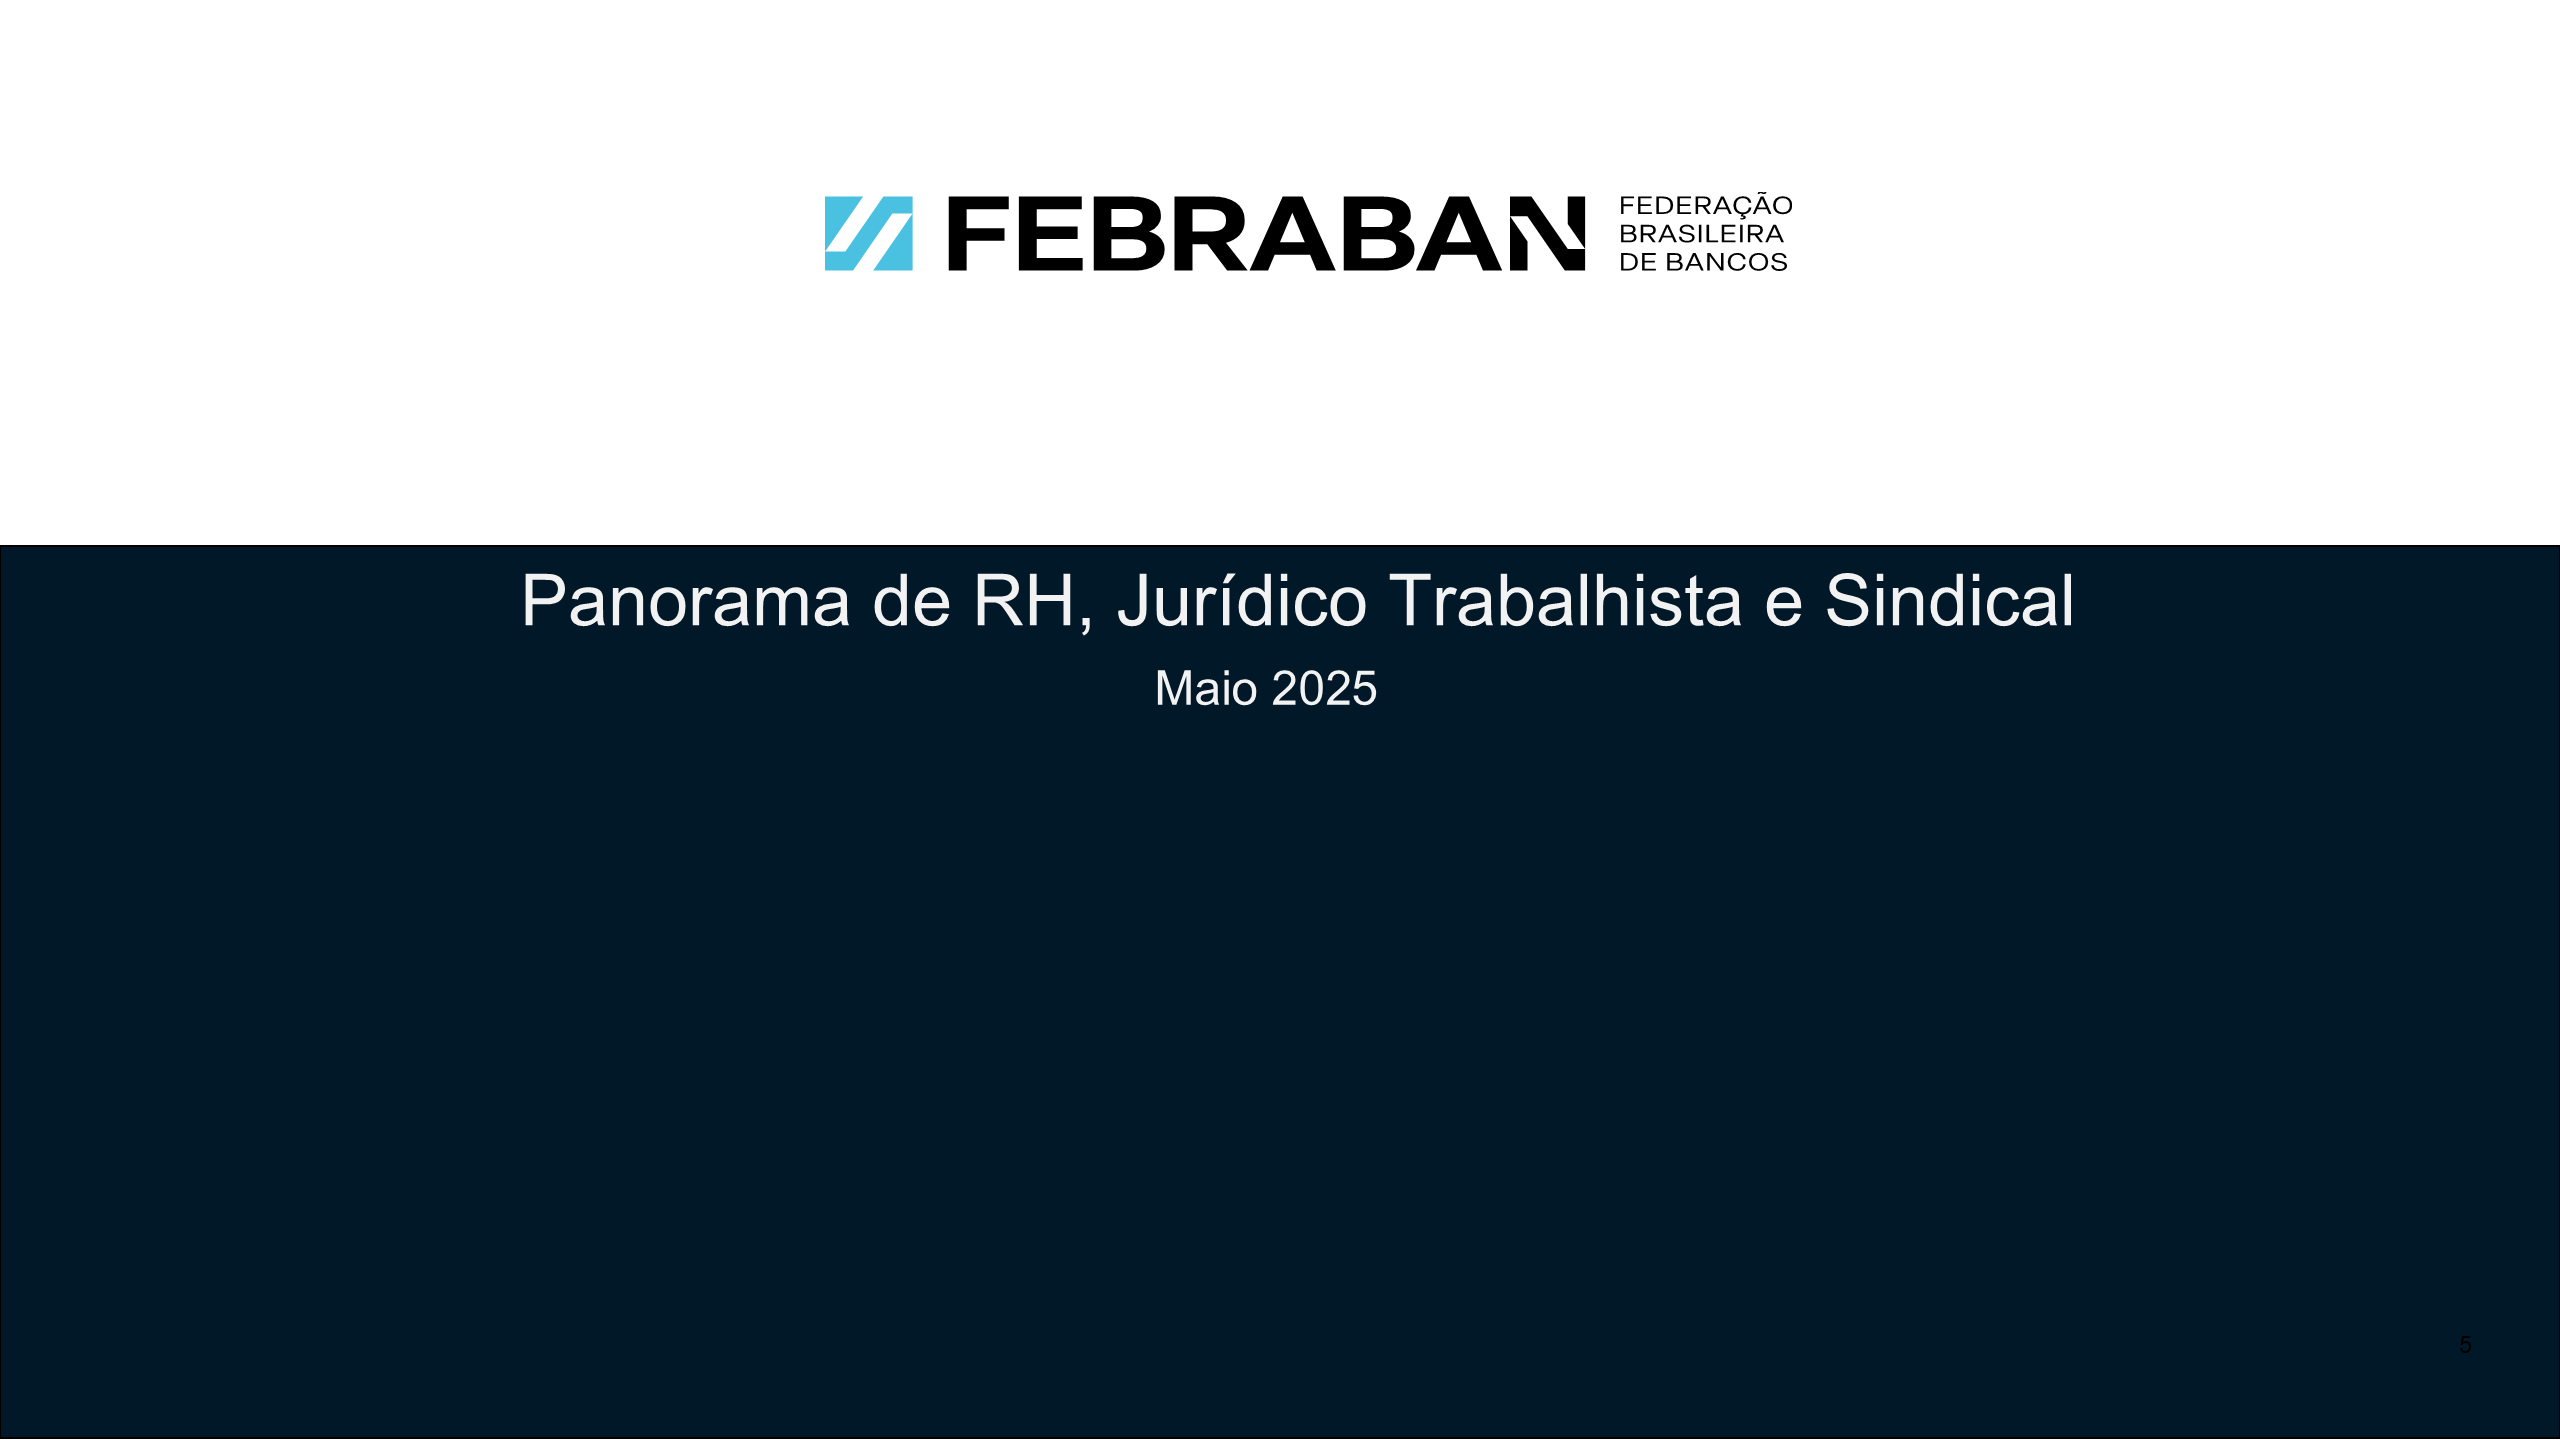 FEBRABAN
FEDERAÇÃO
BRASILEIRA
DE BANCOS
Panorama de RH, Jurídico Trabalhista e Sindical
Maio 2025
5